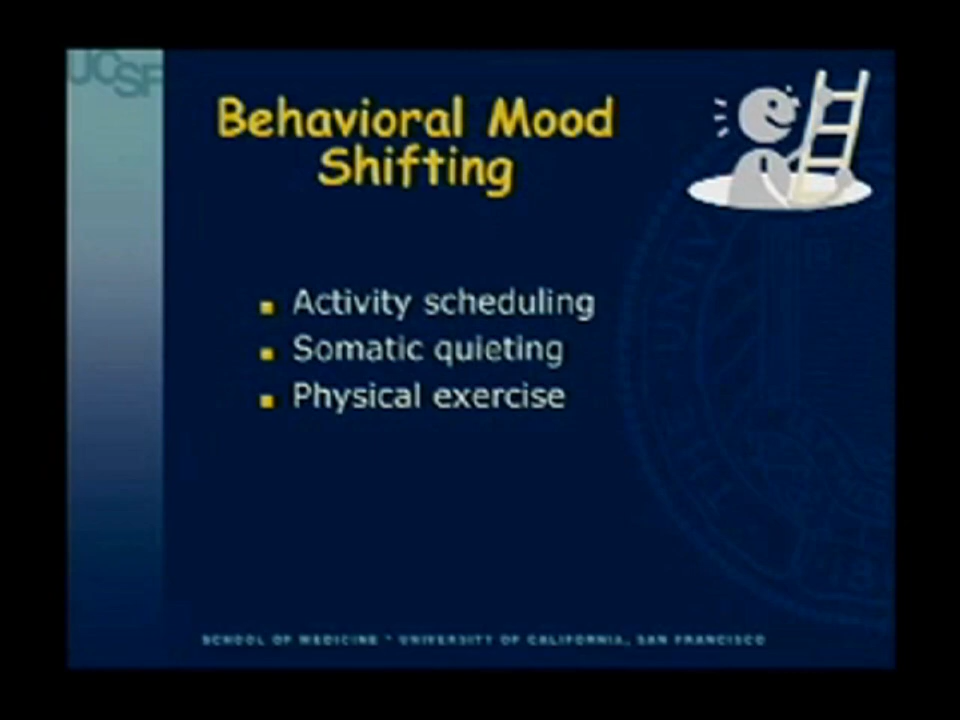 UCSF
Behavioral Mood
Shifting
Activity scheduling
Somatic quieting
Physical exercise
SCHOOL OF MEDICINE * UNIVERSITY OF CALIFORNIA, SAN FRANCISCO